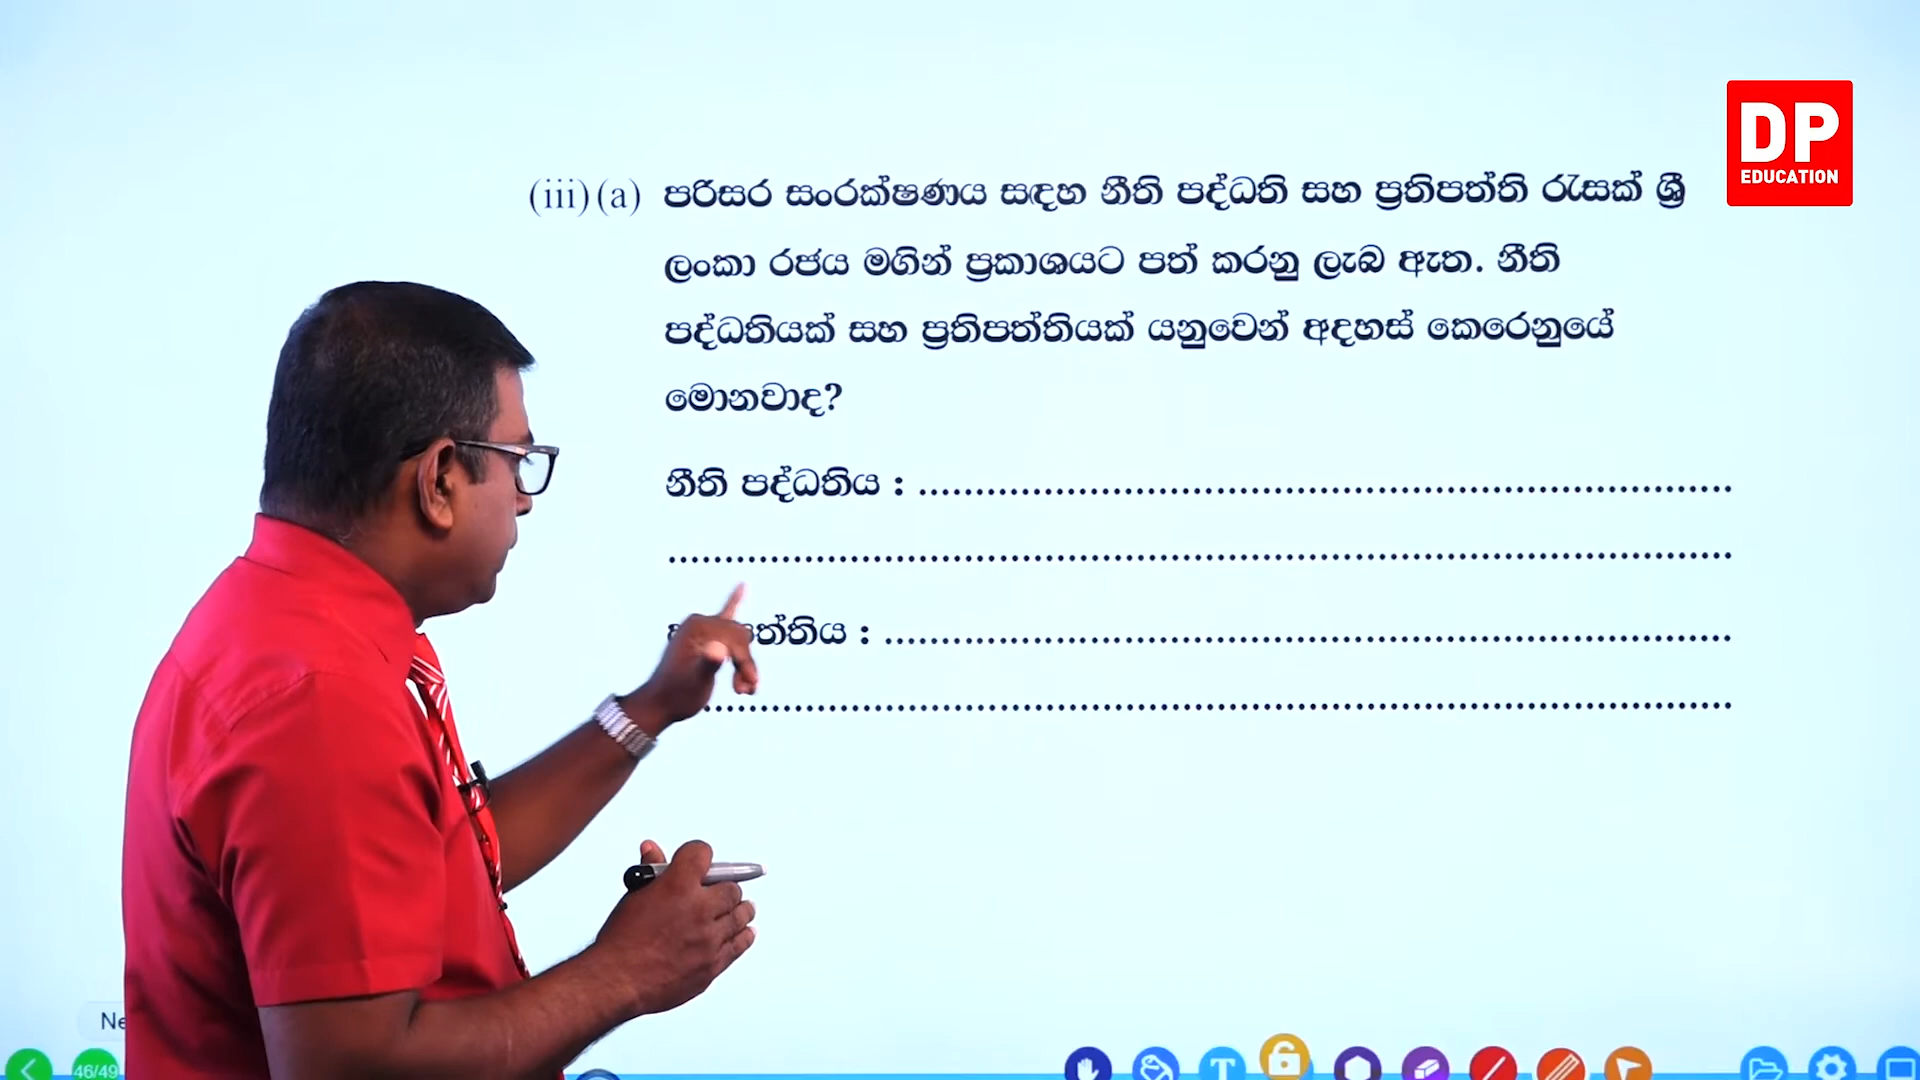 DP
EDUCATION
(iii) (a) පරිසර සංරක්ෂණය සඳහ නීති පද්ධති සහ ප්‍රතිපත්ති රැසක් ශ්‍රී
ලංකා රජය මගින් ප්‍රකාශයට පත් කරනු ලැබ ඇත. නීති
පද්ධතියක් සහ ප්‍රතිපත්තියක් යනුවෙන් අදහස් කෙරෙනුයේ
මොනවාද?
නීති පද්ධතිය : ........................................................................
........................................................................
: ........................................................................
........................................................................
46/49
T